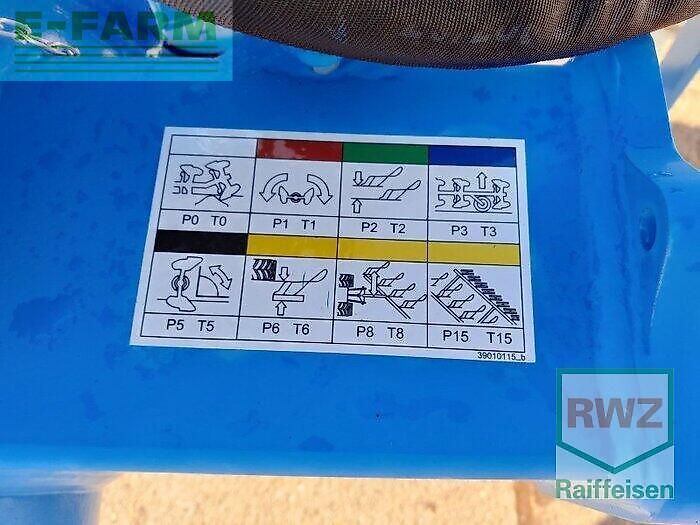 E-FARM
P0 T0
P1 T1
P2 T2
P3 T3
P5 T5
P6 T6
P8 T8
P15 T15
39010115_b
RWZ
Raiffeisen